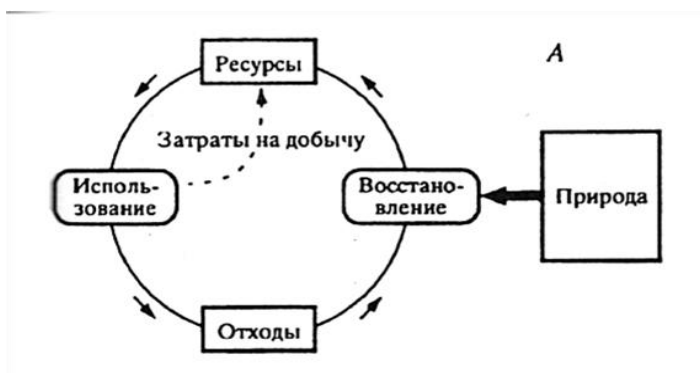 Ресурсы
А
Затраты на добычу
Исполь-
зование
Восстано-
вление
Природа
Отходы